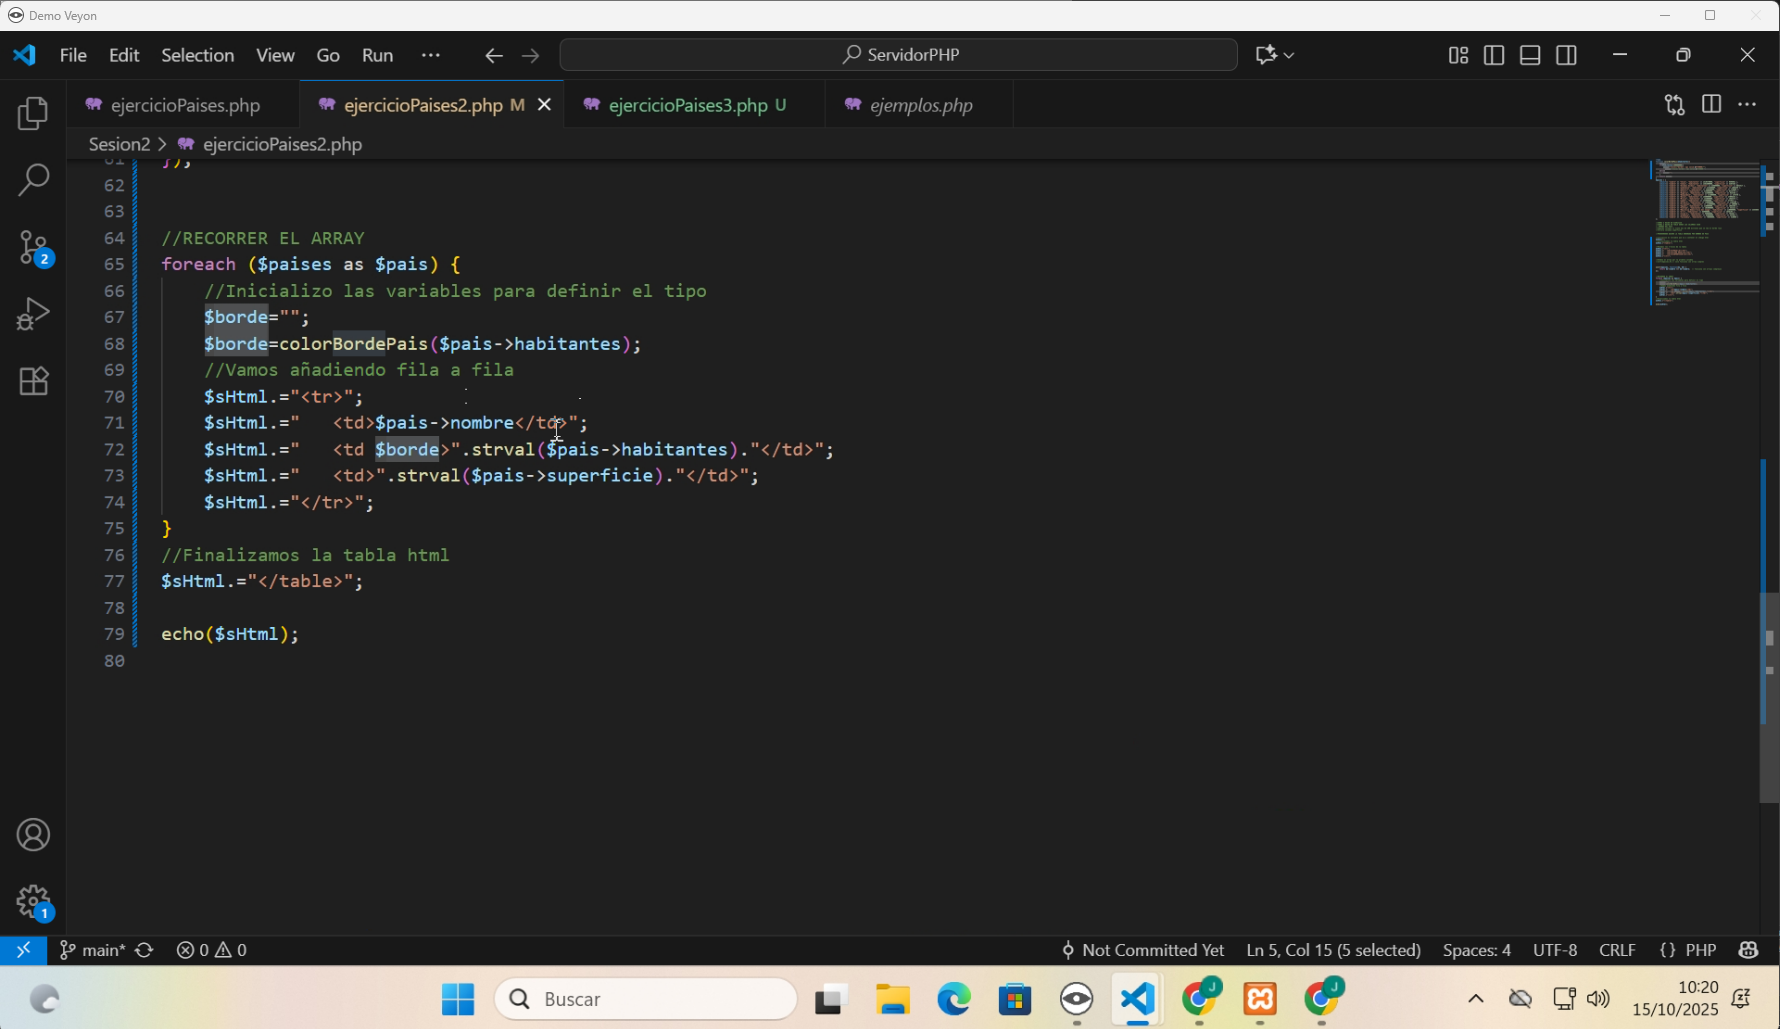 Demo Veyon
File Edit Selection View Go Run ··· ServidorPHP
ejercicioPaises.php ejercicioPaises2.php M ejercicioPaises3.php U ejemplos.php
Sesion2 > ejercicioPaises2.php
61 });
62
63
64 //RECORRER EL ARRAY
65 foreach ($paises as $pais) {
66 //Inicializo las variables para definir el tipo
67 $borde="";
68 $borde=colorBordePais($pais->habitantes);
69 //Vamos añadiendo fila a fila
70 $sHtml.="<tr>";
71 $sHtml.="   <td>$pais->nombre</td>";
72 $sHtml.="   <td $borde>".strval($pais->habitantes)."</td>";
73 $sHtml.="   <td>".strval($pais->superficie)."</td>";
74 $sHtml.="</tr>";
75 }
76 //Finalizamos la tabla html
77 $sHtml.="</table>";
78
79 echo($sHtml);
80
2
1
main* 0 0 Not Committed Yet Ln 5, Col 15 (5 selected) Spaces: 4 UTF-8 CRLF {} PHP
Buscar
J
J
10:20
15/10/2025